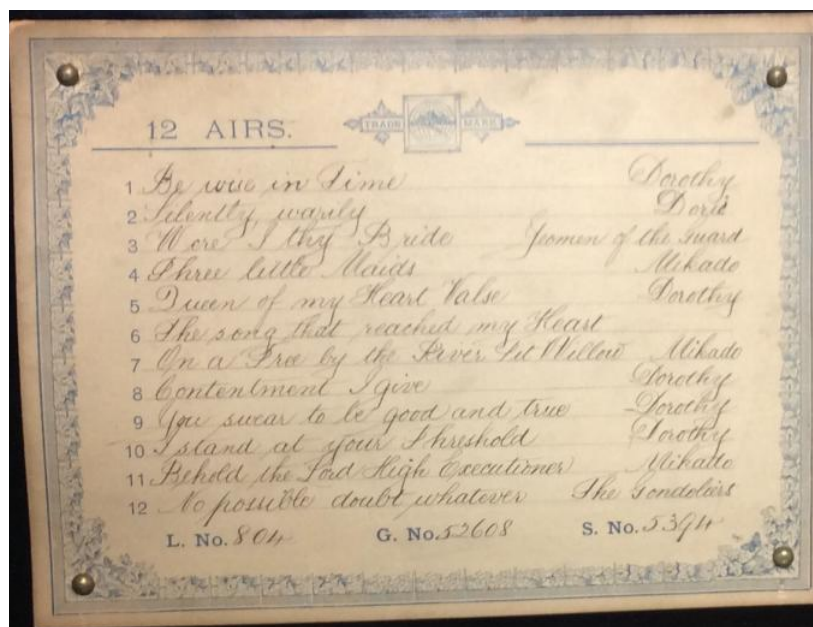 12 AIRS.
TRADE MARK
1 Be wise in Time Dorothy
2 Silently, warily Doris
3 Were I thy Bride Yeomen of the Guard
4 Three little Maids Mikado
5 Queen of my Heart Valse Dorothy
6 The song that reached my Heart
7 On a Tree by the River Tit Willow Mikado
8 Contentment I give Dorothy
9 You swear to be good and true Dorothy
10 I stand at your Threshold Dorothy
11 Behold the Lord High Executioner Mikado
12 No possible doubt whatever The Gondoliers
L. No. 804 G. No. 52608 S. No. 5394